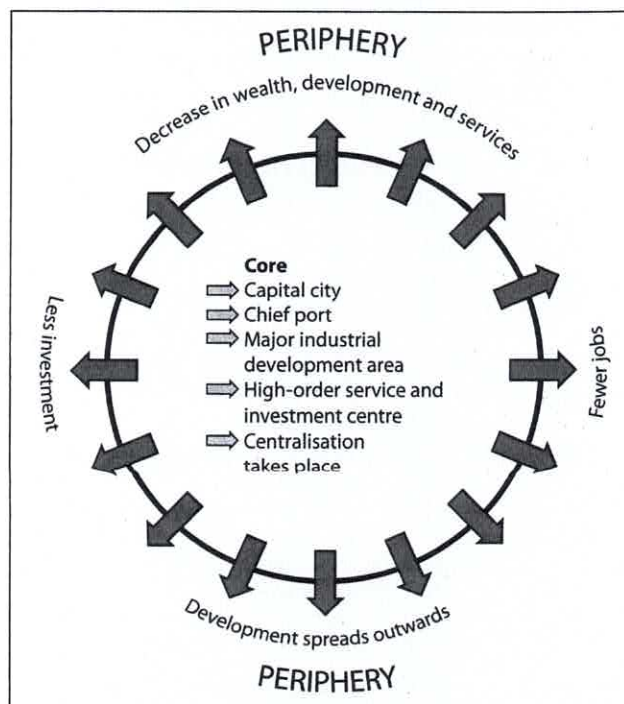 PERIPHERY
Decrease in wealth, development and services
Core
Capital city
Chief port
Major industrial
development area
High-order service and
investment centre
Centralisation
takes place
Less investment
Fewer jobs
Development spreads outwards
PERIPHERY